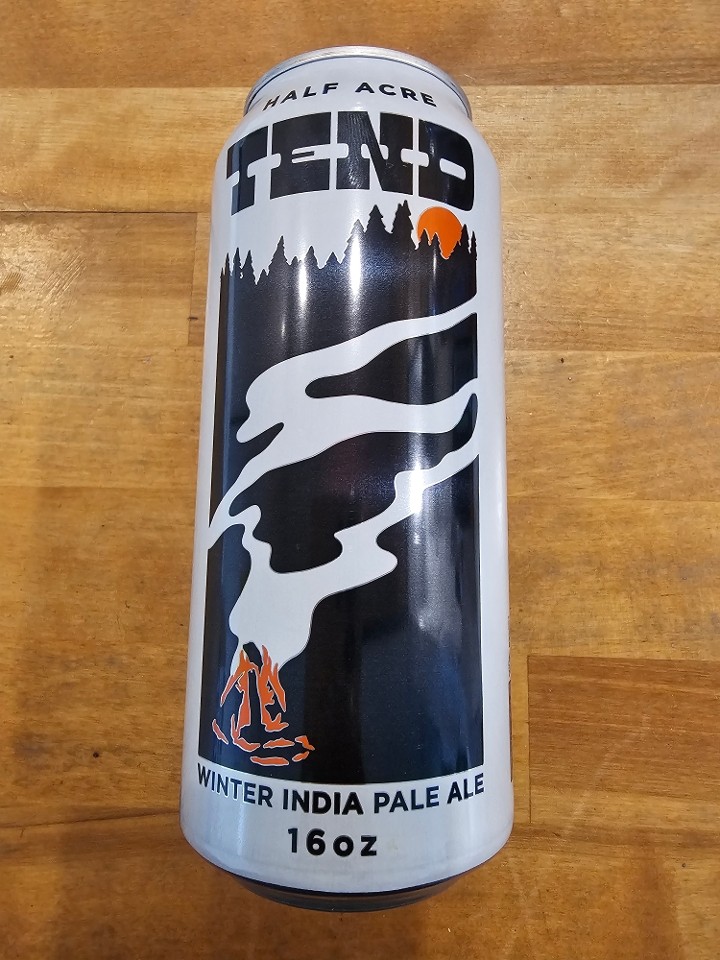 HALF ACRE
TEND
WINTER INDIA PALE ALE
16oz